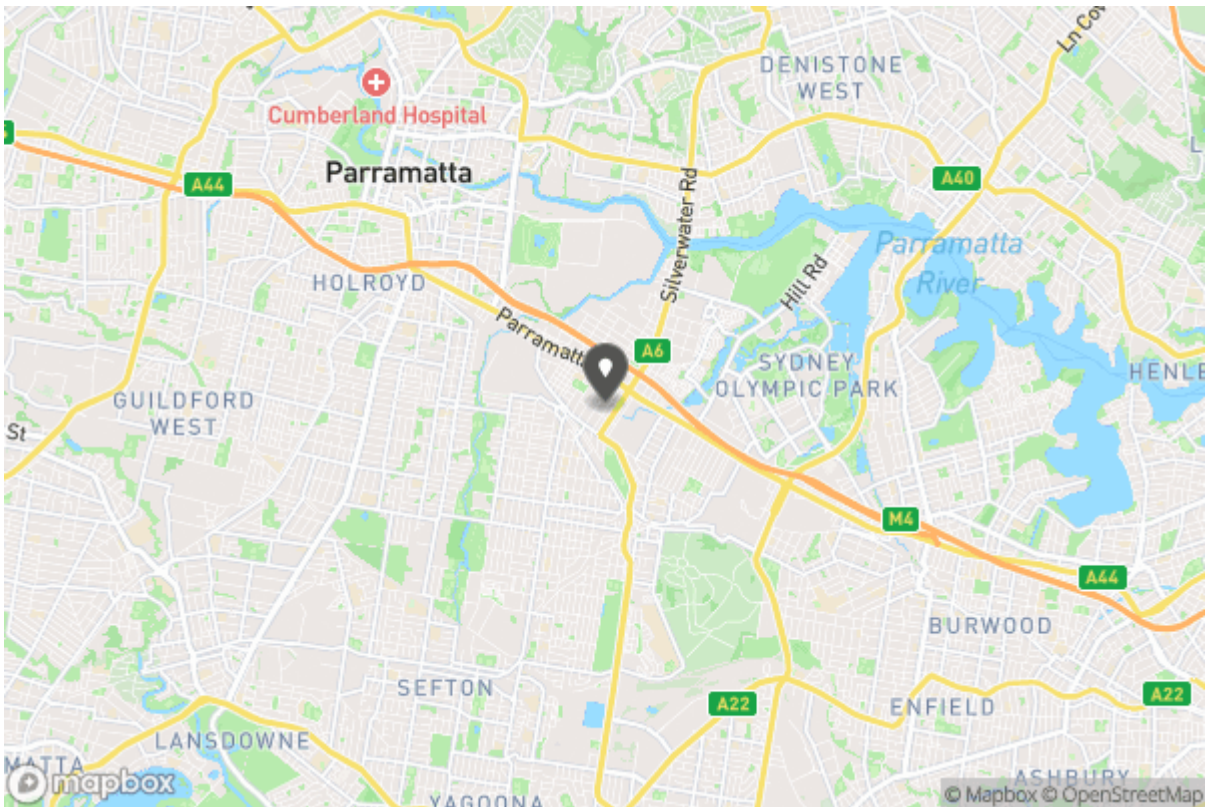 DENISTONE
WEST
Ln Cov
Cumberland Hospital
Parramatta
A44
A40
Silverwater Rd
Parramatta
River
Hill Rd
HOLROYD
Parramatta
A6
SYDNEY
OLYMPIC PARK
HENLE
GUILDFORD
WEST
St
M4
A44
BURWOOD
SEFTON
A22
A22
ENFIELD
LANSDOWNE
MATTA
mapbox
YAGOONA
ASHBURY
© Mapbox © OpenStreetMap